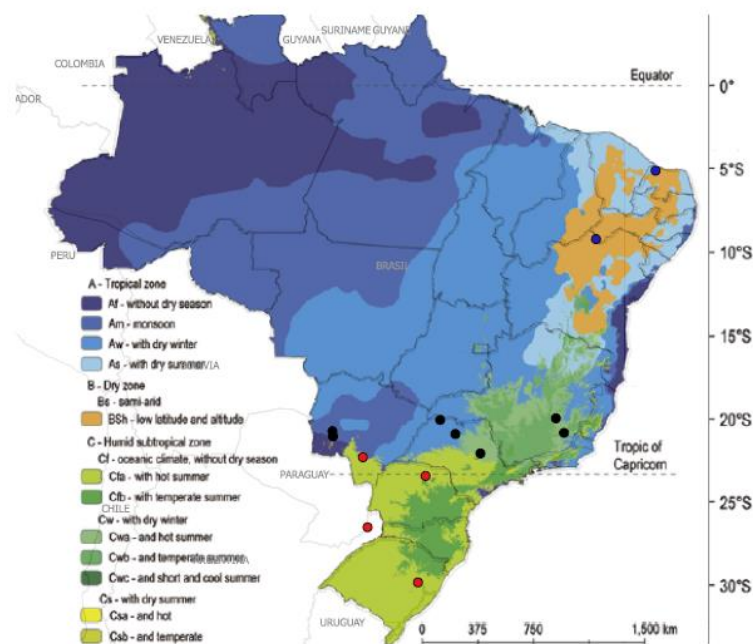 SURINAME GUYANE
VENEZUELA
GUYANA
COLOMBIA
Equator
0°
ADOR
5°S
PERU
10°S
BRASIL
A - Tropical zone
Af - without dry season
Am - monsoon
Aw - with dry winter
15°S
As - with dry summer
VIA
B - Dry zone
Bs - semi-arid
BSh - low latitude and altitude
20°S
C - Humid subtropical zone
Cf - oceanic climate, without dry season
Tropic of
Capricorn
PARAGUAY
Cfa - with hot summer
Cfb - with temperate summer
25°S
CHILE
Cw - with dry winter
Cwa - and hot summer
Cwb - and temperate summer
Cwc - and short and cool summer
30°S
Cs - with dry summer
URUGUAY
Csa - and hot
Csb - and temperate
0 375 750 1,500 km